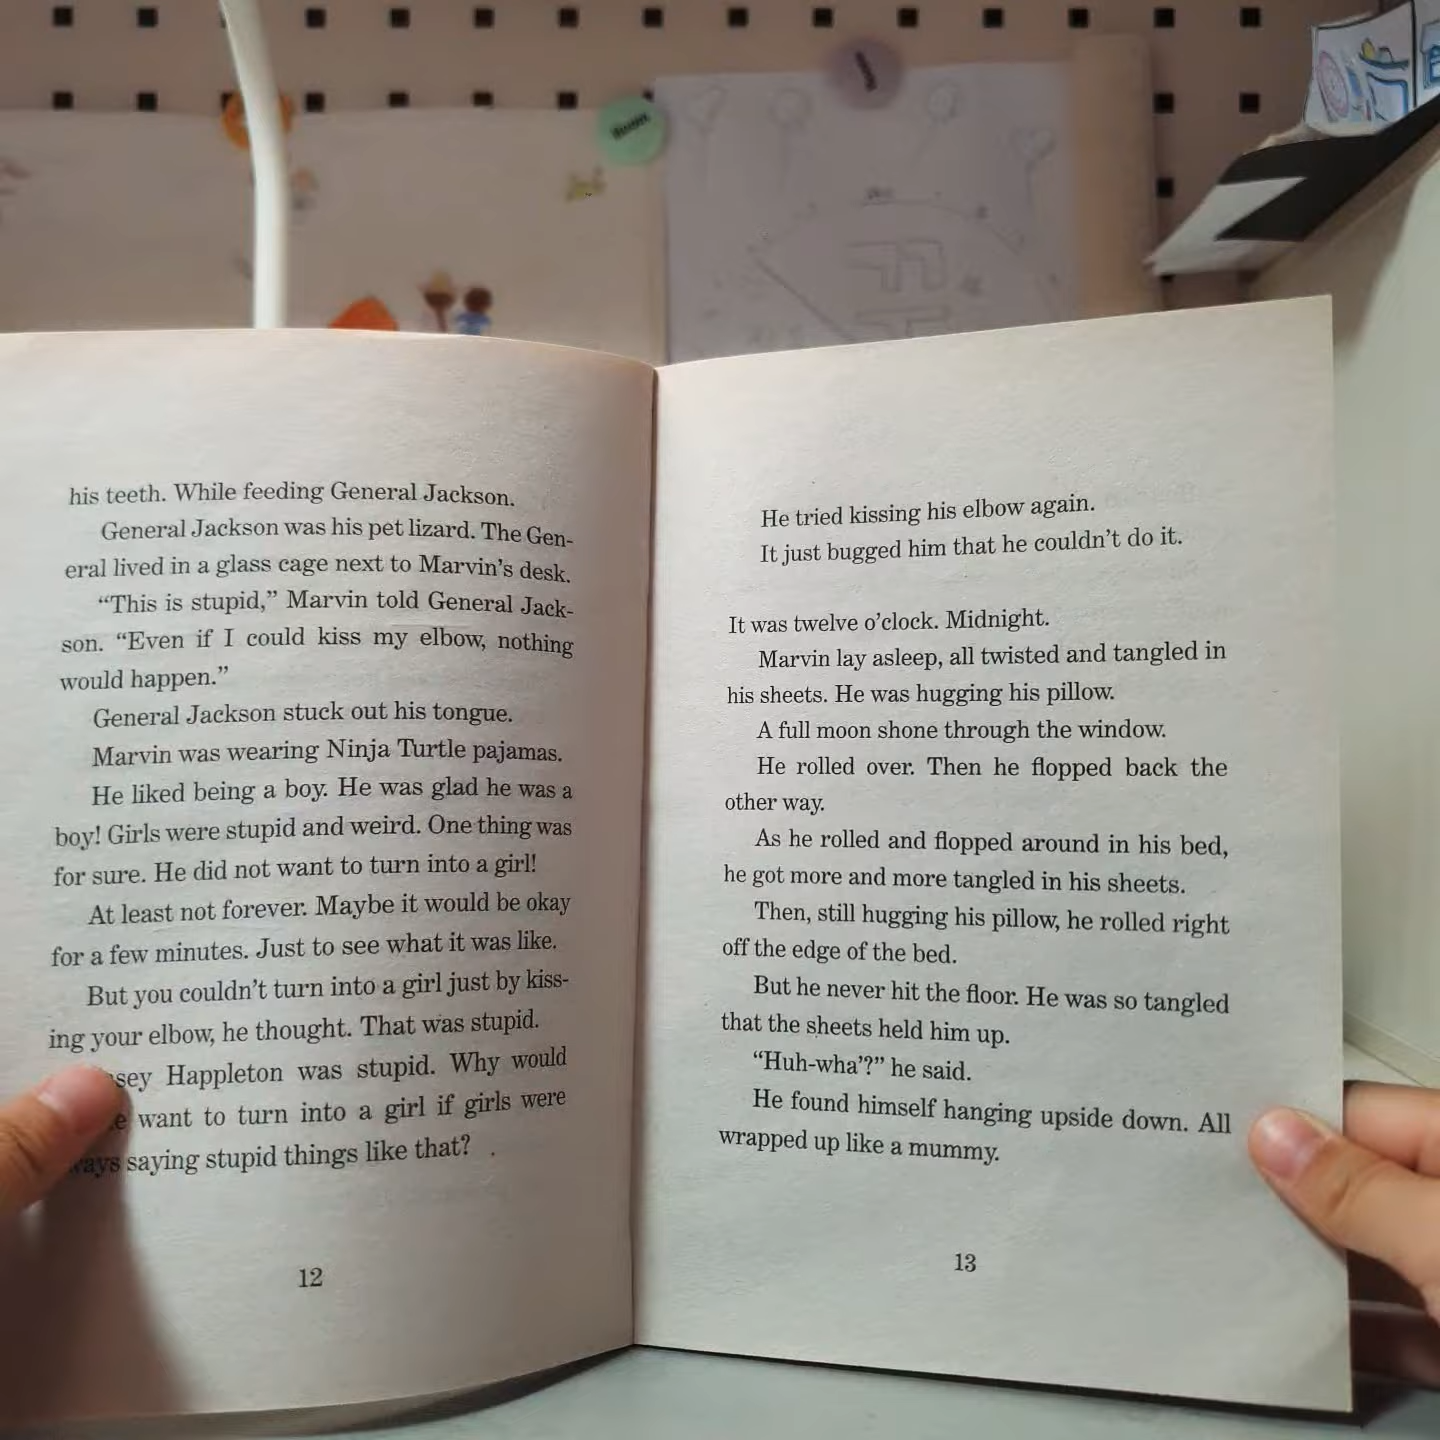 his teeth. While feeding General Jackson.
General Jackson was his pet lizard. The Gen-
eral lived in a glass cage next to Marvin's desk.
“This is stupid,” Marvin told General Jack-
son. “Even if I could kiss my elbow, nothing
would happen.”
General Jackson stuck out his tongue.
Marvin was wearing Ninja Turtle pajamas.
He liked being a boy. He was glad he was a
boy! Girls were stupid and weird. One thing was
for sure. He did not want to turn into a girl!
At least not forever. Maybe it would be okay
for a few minutes. Just to see what it was like.
But you couldn't turn into a girl just by kiss-
ing your elbow, he thought. That was stupid.
Happleton was stupid. Why would
want to turn into a girl if girls were
saying stupid things like that?
12
He tried kissing his elbow again.
It just bugged him that he couldn't do it.
It was twelve o'clock. Midnight.
Marvin lay asleep, all twisted and tangled in
his sheets. He was hugging his pillow.
A full moon shone through the window.
He rolled over. Then he flopped back the
other way.
As he rolled and flopped around in his bed,
he got more and more tangled in his sheets.
Then, still hugging his pillow, he rolled right
off the edge of the bed.
But he never hit the floor. He was so tangled
that the sheets held him up.
“Huh-wha'?” he said.
He found himself hanging upside down. All
wrapped up like a mummy.
13